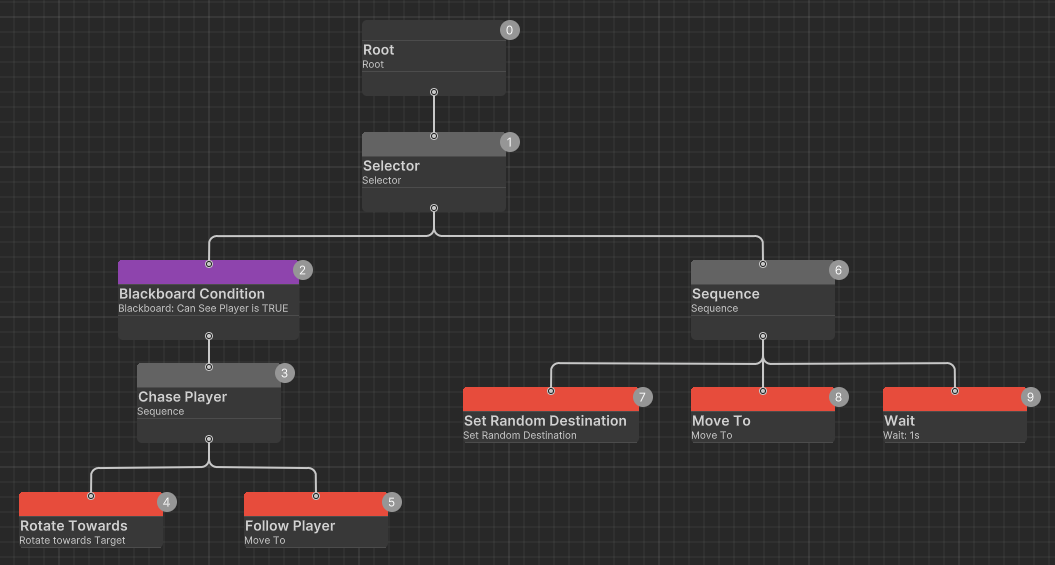 0
Root
Root
1
Selector
Selector
2
Blackboard Condition
Blackboard: Can See Player is TRUE
6
Sequence
Sequence
3
Chase Player
Sequence
7
Set Random Destination
Set Random Destination
8
Move To
Move To
9
Wait
Wait: 1s
4
Rotate Towards
Rotate towards Target
5
Follow Player
Move To